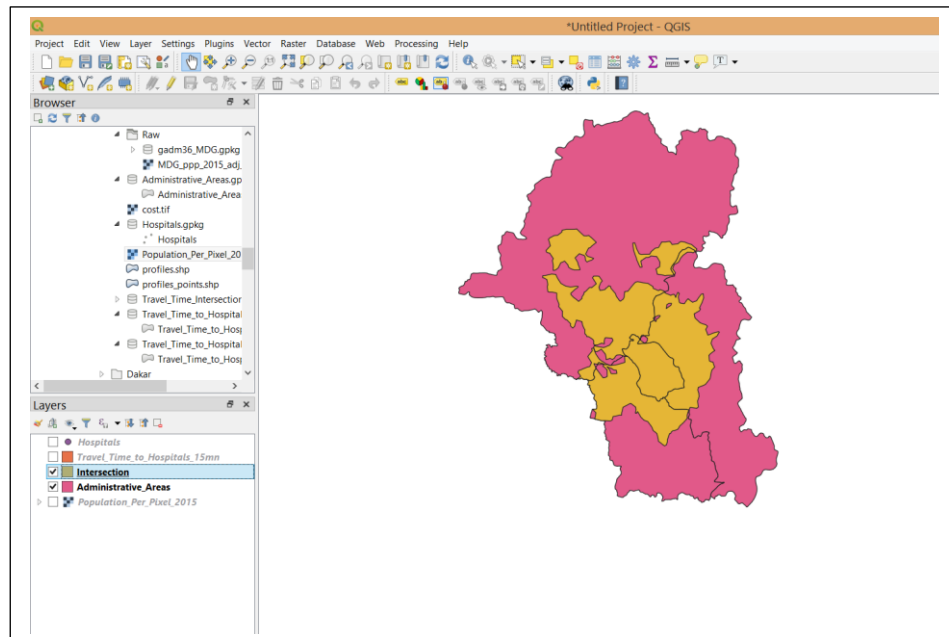 *Untitled Project - QGIS
Project Edit View Layer Settings Plugins Vector Raster Database Web Processing Help
Browser
Raw
gadm36_MDG.gpkg
MDG_ppp_2015_adj_
Administrative_Areas.gp
Administrative_Area
cost.tif
Hospitals.gpkg
Hospitals
Population_Per_Pixel_20
profiles.shp
profiles_points.shp
Travel_Time_Intersection
Travel_Time_to_Hospital
Travel_Time_to_Hosp
Travel_Time_to_Hospital
Travel_Time_to_Hosp
Dakar
Layers
Hospitals
Travel_Time_to_Hospitals_15mn
Intersection
Administrative_Areas
Population_Per_Pixel_2015